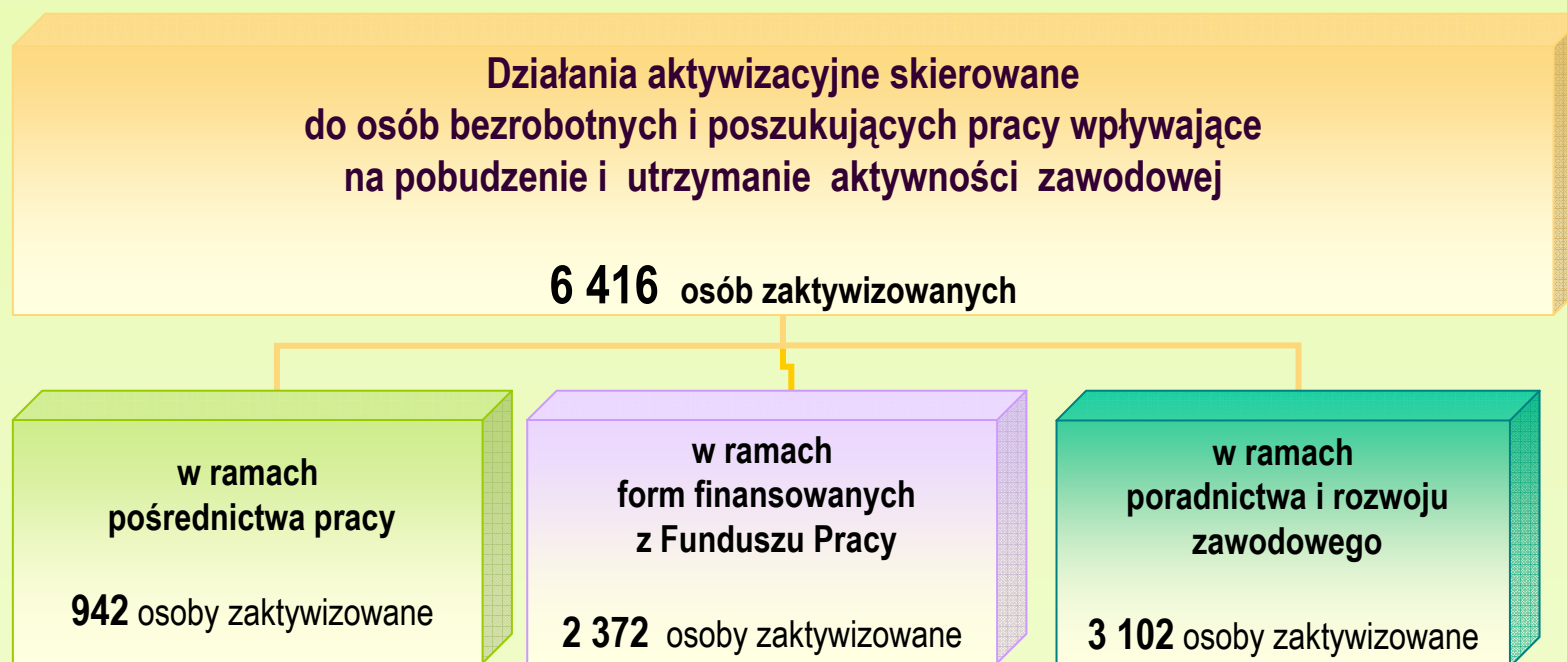 Działania aktywizacyjne skierowane
do osób bezrobotnych i poszukujących pracy wpływające
na pobudzenie i utrzymanie aktywności zawodowej
6 416 osób zaktywizowanych
w ramach
pośrednictwa pracy
942 osoby zaktywizowane
w ramach
form finansowanych
z Funduszu Pracy
2 372 osoby zaktywizowane
w ramach
poradnictwa i rozwoju
zawodowego
3 102 osoby zaktywizowane